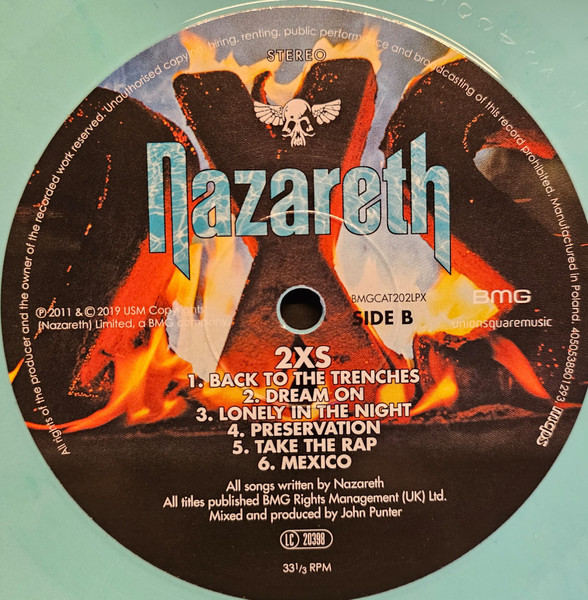 All rights of the producer and the owner of the recorded work reserved. Unauthorised copying, hiring, renting, public performance and broadcasting of this record prohibited. Manufactured in Poland. 4050538801293 mcps
STEREO
Nazareth
Ⓟ 2011 & © 2019 USM Copyrights
(Nazareth) Limited, a BMG company
BMGCAT202LPX
SIDE B
BMG
unionsquaremusic
2XS
1. BACK TO THE TRENCHES
2. DREAM ON
3. LONELY IN THE NIGHT
4. PRESERVATION
5. TAKE THE RAP
6. MEXICO
All songs written by Nazareth
All titles published BMG Rights Management (UK) Ltd.
Mixed and produced by John Punter
LC 20398
33 1/3 RPM